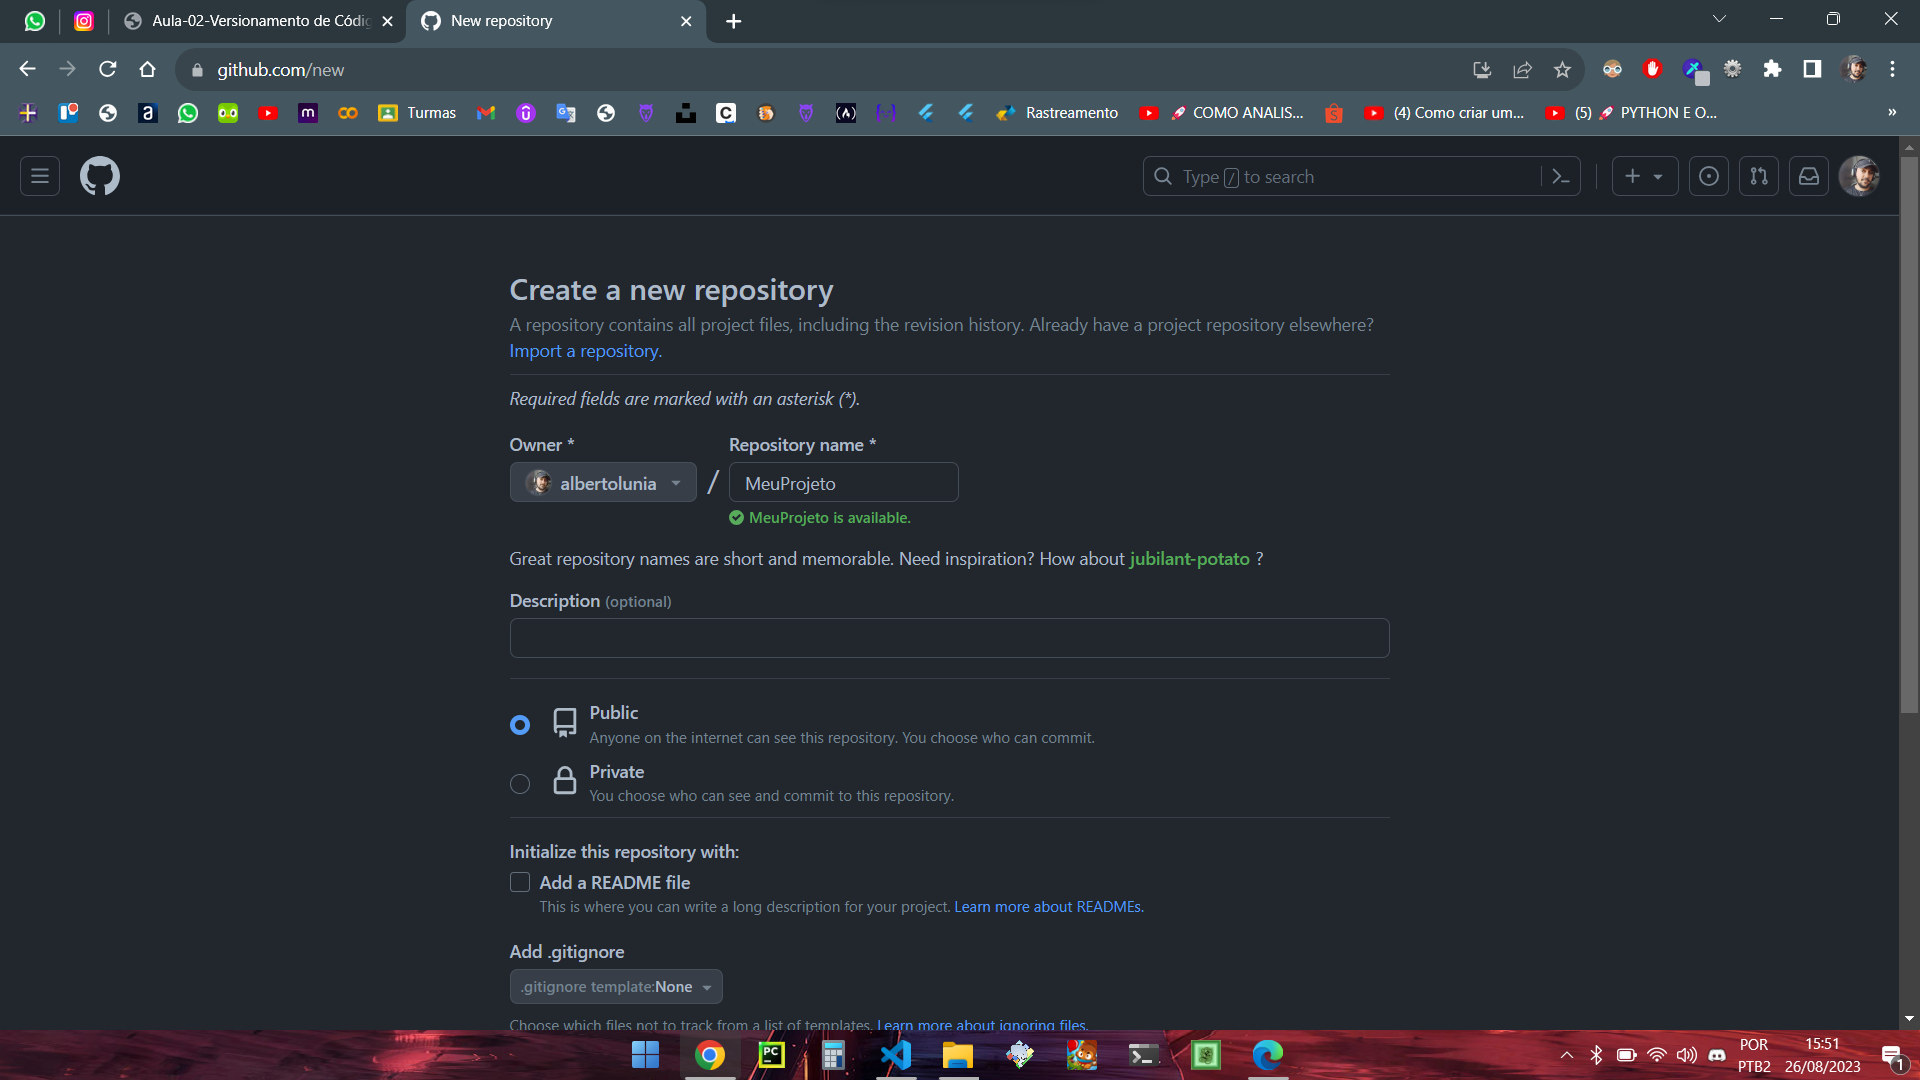 Aula-02-Versionamento de Códig
New repository
github.com/new
Turmas
Rastreamento
COMO ANALIS...
(4) Como criar um...
(5)
PYTHON E O...
Type / to search
Create a new repository
A repository contains all project files, including the revision history. Already have a project repository elsewhere?
Import a repository.
Required fields are marked with an asterisk (*).
Owner *
Repository name *
albertolunia
/
MeuProjeto
MeuProjeto is available.
Great repository names are short and memorable. Need inspiration? How about jubilant-potato ?
Description (optional)
Public
Anyone on the internet can see this repository. You choose who can commit.
Private
You choose who can see and commit to this repository.
Initialize this repository with:
Add a README file
This is where you can write a long description for your project. Learn more about READMEs.
Add .gitignore
.gitignore template:None
Choose which files not to track from a list of templates. Learn more about ignoring files.
POR
PTB2
15:51
26/08/2023
1